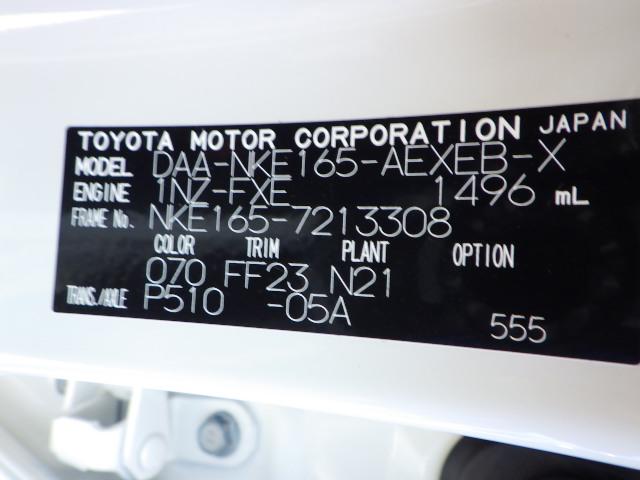 TOYOTA MOTOR CORPORATION JAPAN
MODEL DAA-NKE165-AEXEB-X
ENGINE 1NZ-FXE 1496 mL
FRAME No. NKE165-7213308
COLOR TRIM PLANT OPTION
070 FF23 N21
TRANS./AXLE P510 -05A
555